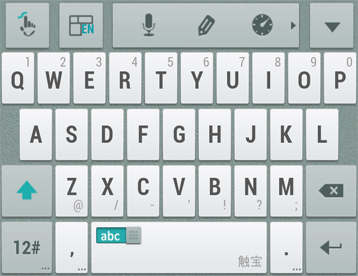 EN
1 2 3 4 5 6 7 8 9 0
Q W E R T Y U I O P
A S D F G H J K L
Z X C V B N M
@ / - _ ! ? ;
abc
12# , 触宝 .